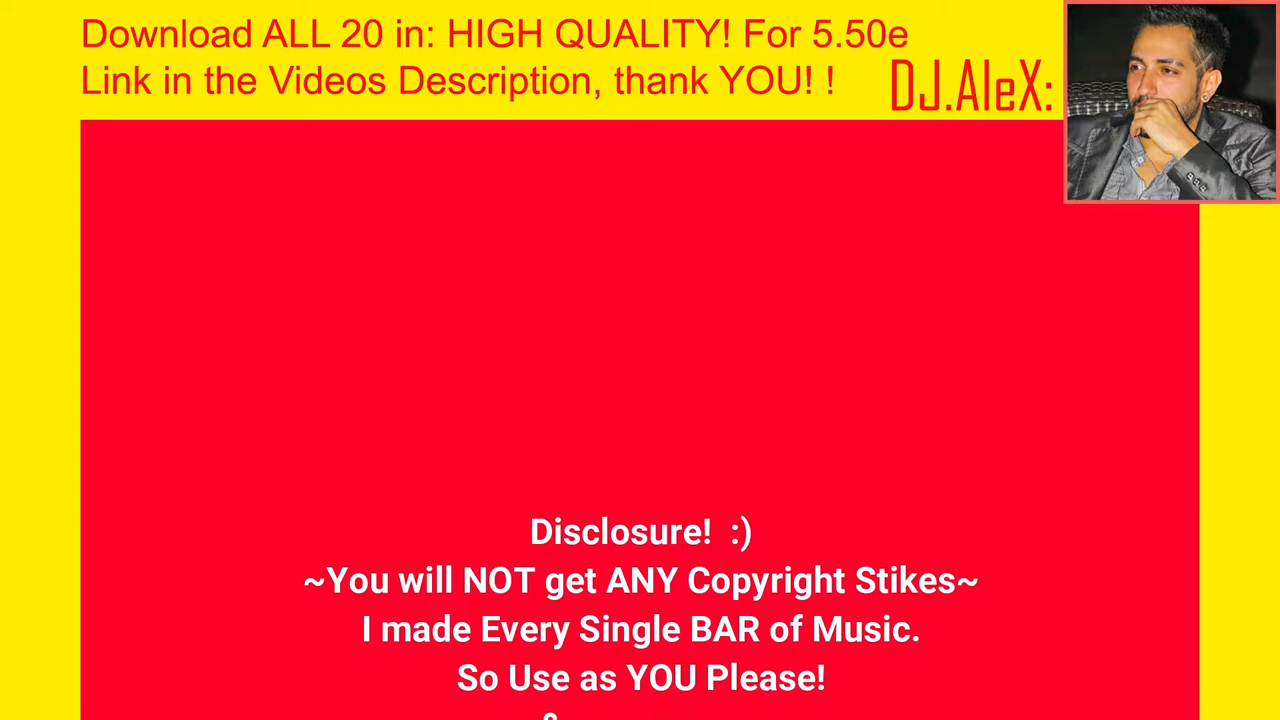 Download ALL 20 in: HIGH QUALITY! For 5.50e
Link in the Videos Description, thank YOU! !
DJ.AleX:
Disclosure! :)
~You will NOT get ANY Copyright Stikes~
I made Every Single BAR of Music.
So Use as YOU Please!